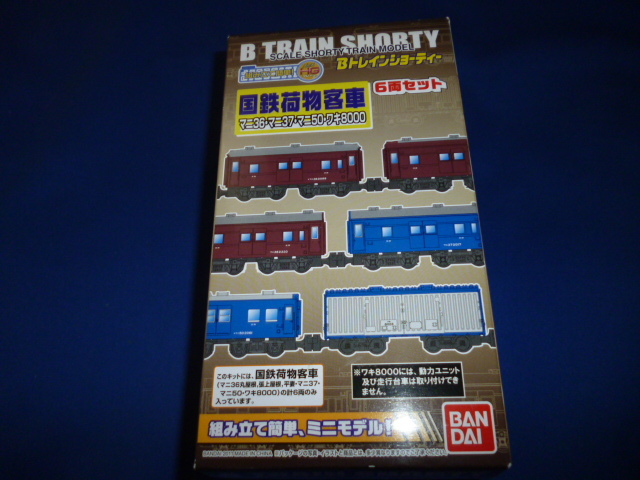 B TRAIN SHORTY
SCALE SHORTY TRAIN MODEL
Bトレインショーティー
国鉄荷物客車
6両セット
マニ36・マニ37・マニ50・ワキ8000
このキットには、国鉄荷物客車
(マニ36丸屋根、張上屋根、平妻・マニ37・
マニ50・ワキ8000)の計6両のみ
入っています。
※ワキ8000には、動力ユニット
及び走行台車は取り付けでき
ません。
組み立て簡単、ミニモデル!
BAN
DAI